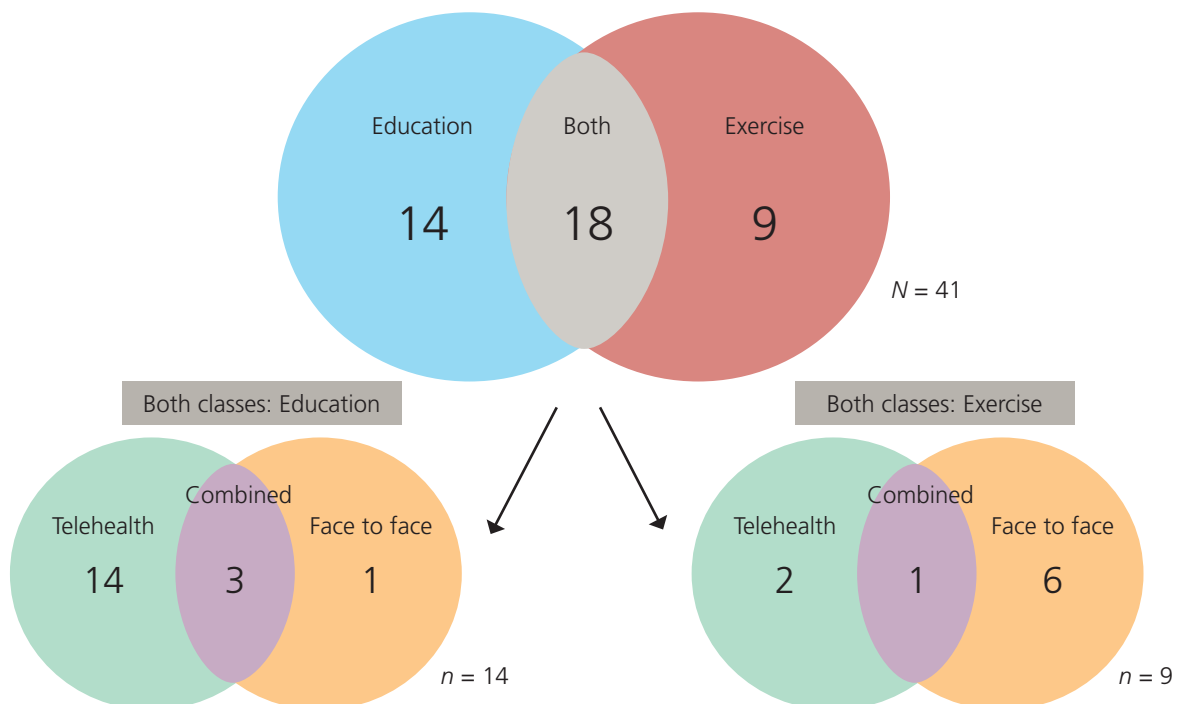 Education
Both
Exercise
14
18
9
N = 41
Both classes: Education
Both classes: Exercise
Combined
Telehealth
Face to face
14
3
1
n = 14
Combined
Telehealth
Face to face
2
1
6
n = 9